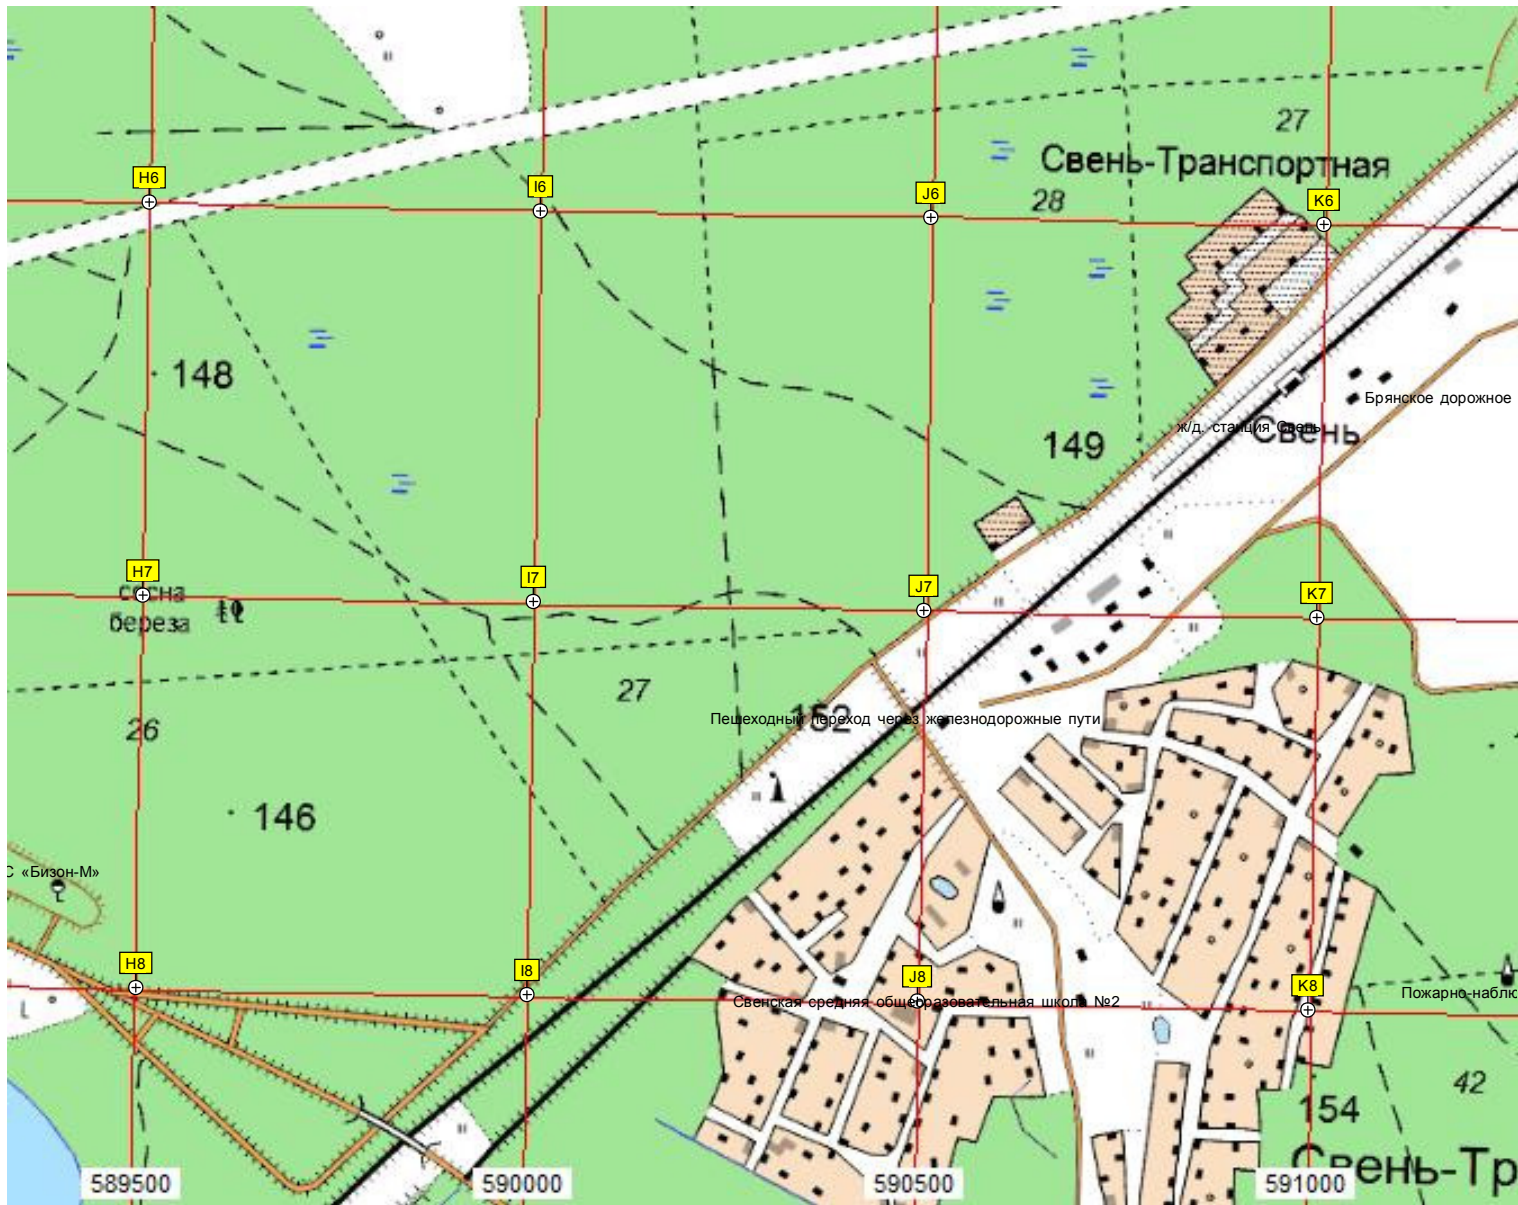 27
Свень-Транспортная
H6
I6
J6
28
K6
148
Брянское дорожное
149
ж/д. станция Свень
Свень
H7
I7
J7
K7
сосна
береза
27
26
152
Пешеходный переход через железнодорожные пути
146
С «Бизон-М»
H8
I8
J8
K8
Свенская средняя общеобразовательная школа №2
Пожарно-наблю
42
154
Свень-Тр
589500
590000
590500
591000